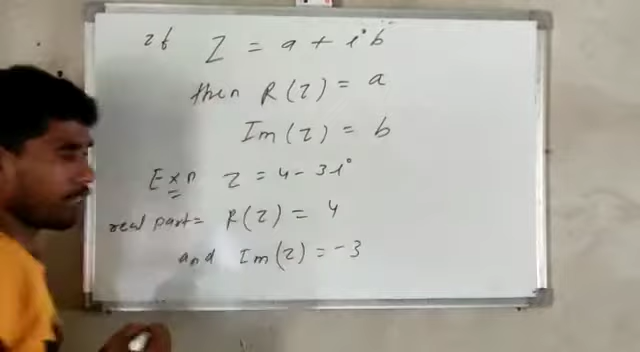 If Z = a + ib
then R(z) = a
Im(z) = b
Exn z = 4 - 3i
real part = R(z) = 4
and Im(z) = -3